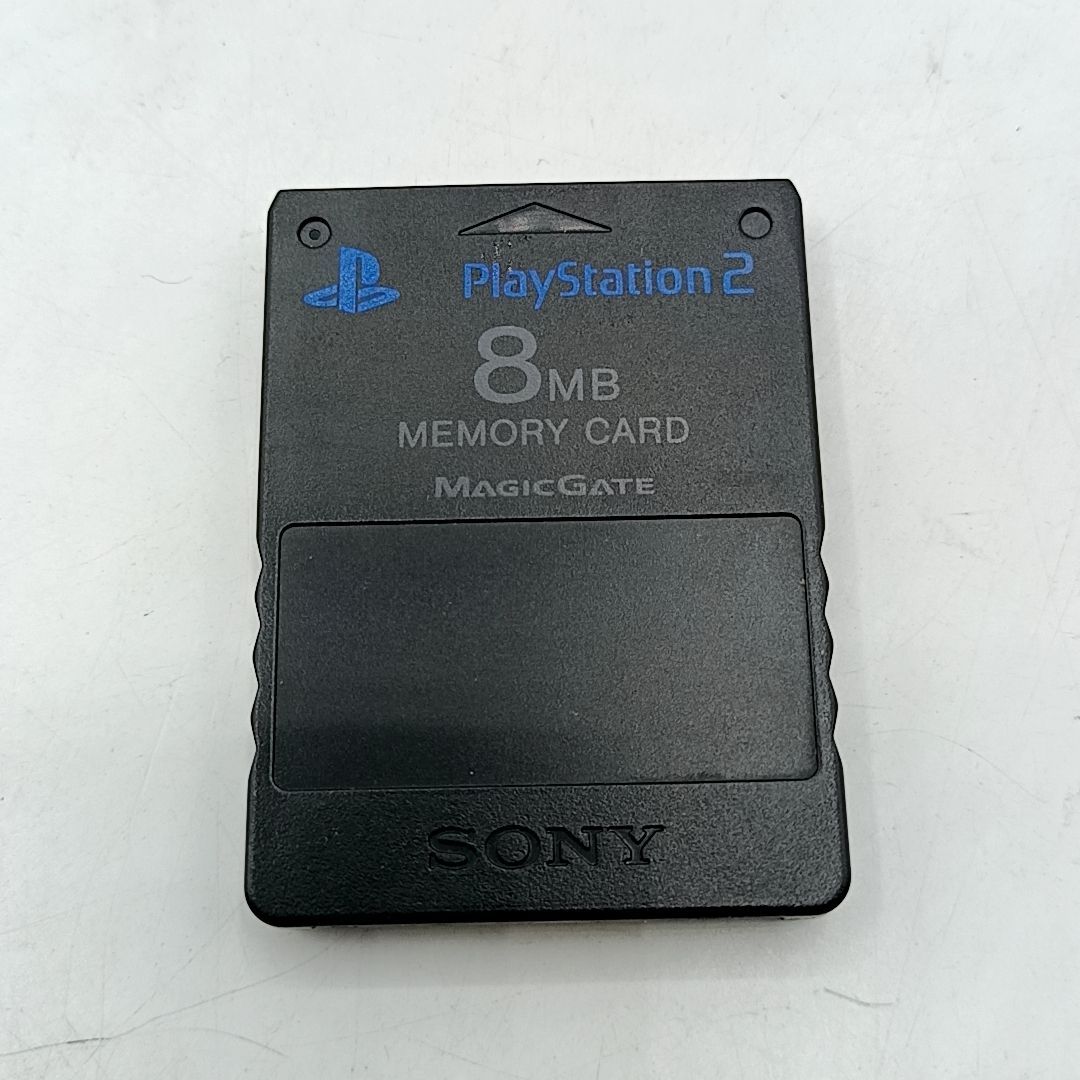 PlayStation 2
8MB
MEMORY CARD
MAGICGATE
SONY